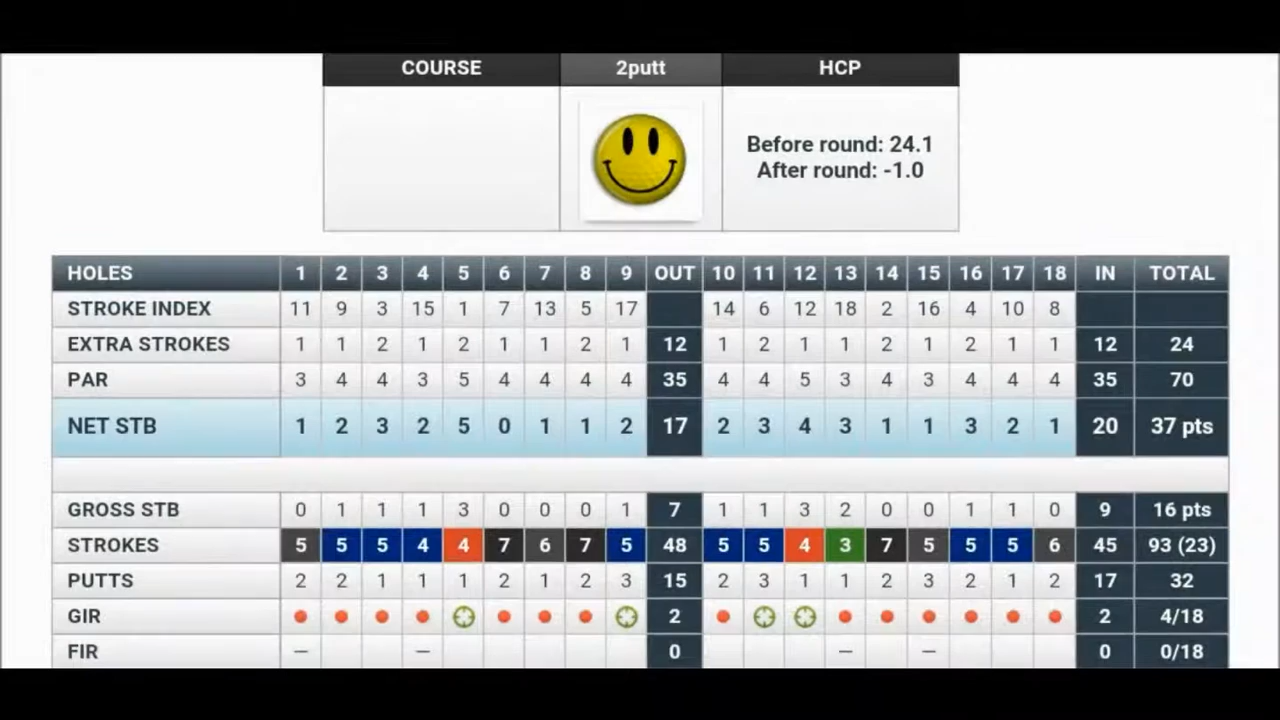 COURSE 2putt HCP
Before round: 24.1
After round: -1.0
HOLES 1 2 3 4 5 6 7 8 9 OUT 10 11 12 13 14 15 16 17 18 IN TOTAL
STROKE INDEX 11 9 3 15 1 7 13 5 17 14 6 12 18 2 16 4 10 8
EXTRA STROKES 1 1 2 1 2 1 1 2 1 12 1 2 1 1 2 1 2 1 1 12 24
PAR 3 4 4 3 5 4 4 4 4 35 4 4 5 3 4 3 4 4 4 35 70
NET STB 1 2 3 2 5 0 1 1 2 17 2 3 4 3 1 1 3 2 1 20 37 pts
GROSS STB 0 1 1 1 3 0 0 0 1 7 1 1 3 2 0 0 1 1 0 9 16 pts
STROKES 5 5 5 4 4 7 6 7 5 48 5 5 4 3 7 5 5 5 6 45 93 (23)
PUTTS 2 2 1 1 1 2 1 2 3 15 2 3 1 1 2 3 2 1 2 17 32
GIR 2 2 4/18
FIR — — 0 — — 0 0/18